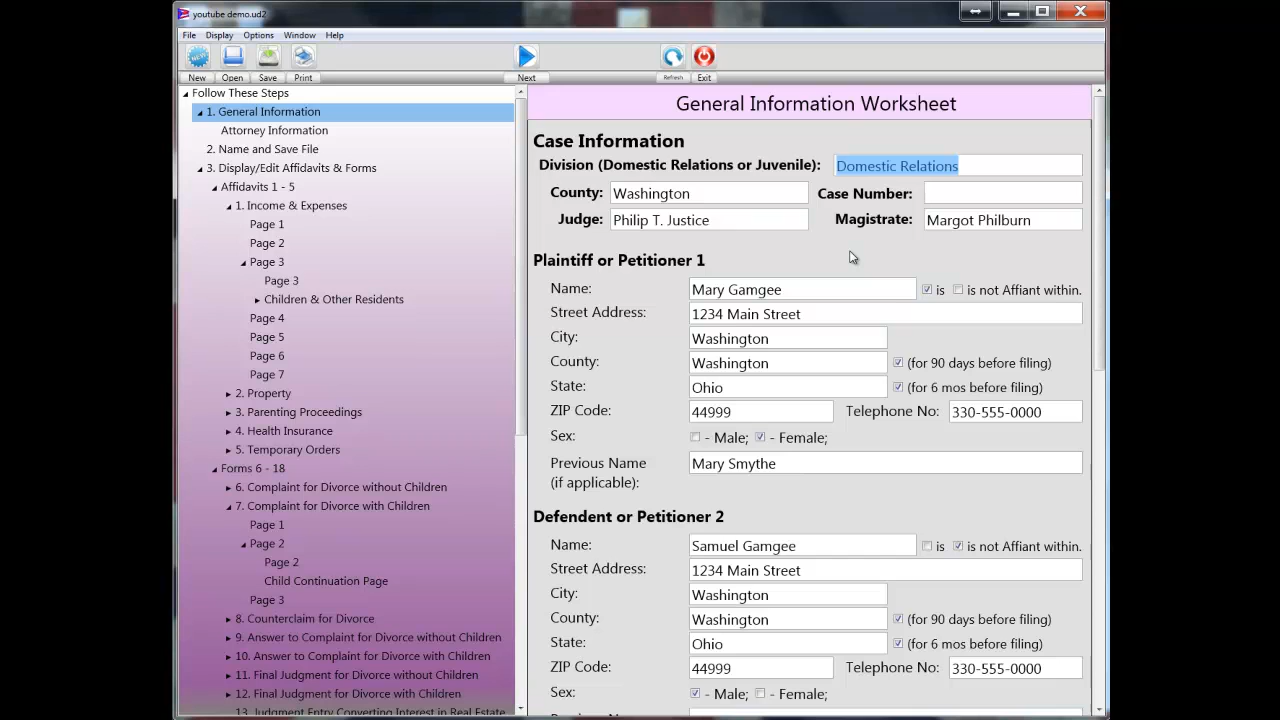 youtube demo.ud2
File Display Options Window Help
NEW
New Open Save Print Next Refresh Exit
Follow These Steps
1. General Information
Attorney Information
2. Name and Save File
3. Display/Edit Affidavits & Forms
Affidavits 1 - 5
1. Income & Expenses
Page 1
Page 2
Page 3
Page 3
Children & Other Residents
Page 4
Page 5
Page 6
Page 7
2. Property
3. Parenting Proceedings
4. Health Insurance
5. Temporary Orders
Forms 6 - 18
6. Complaint for Divorce without Children
7. Complaint for Divorce with Children
Page 1
Page 2
Page 2
Child Continuation Page
Page 3
8. Counterclaim for Divorce
9. Answer to Complaint for Divorce without Children
10. Answer to Complaint for Divorce with Children
11. Final Judgment for Divorce without Children
12. Final Judgment for Divorce with Children
13. Judgment Entry Converting Interest in Real Estate
General Information Worksheet
Case Information
Division (Domestic Relations or Juvenile): Domestic Relations
County: Washington Case Number:
Judge: Philip T. Justice Magistrate: Margot Philburn
Plaintiff or Petitioner 1
Name: Mary Gamgee is is not Affiant within.
Street Address: 1234 Main Street
City: Washington
County: Washington (for 90 days before filing)
State: Ohio (for 6 mos before filing)
ZIP Code: 44999 Telephone No: 330-555-0000
Sex: - Male; - Female;
Previous Name Mary Smythe
(if applicable):
Defendent or Petitioner 2
Name: Samuel Gamgee is is not Affiant within.
Street Address: 1234 Main Street
City: Washington
County: Washington (for 90 days before filing)
State: Ohio (for 6 mos before filing)
ZIP Code: 44999 Telephone No: 330-555-0000
Sex: - Male; - Female;
Previous Name